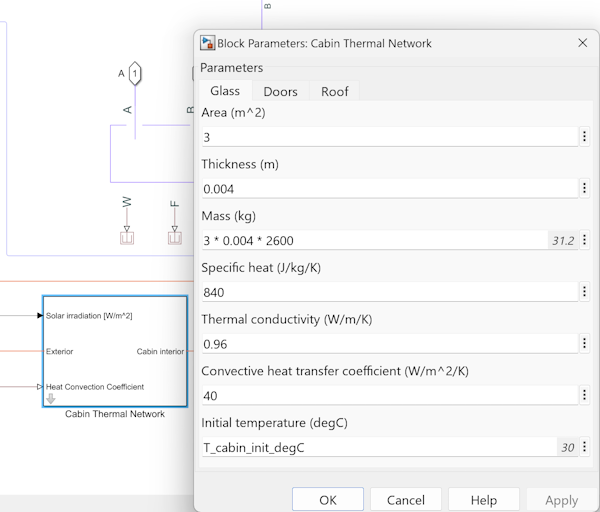 B
Block Parameters: Cabin Thermal Network
Parameters
Glass Doors Roof
Area (m^2)
3
Thickness (m)
0.004
Mass (kg)
3 * 0.004 * 2600 31.2
Specific heat (J/kg/K)
840
Thermal conductivity (W/m/K)
0.96
Convective heat transfer coefficient (W/m^2/K)
40
Initial temperature (degC)
T_cabin_init_degC 30
OK Cancel Help Apply
A 1
A
B
W
F
Solar irradiation [W/m^2]
Exterior
Cabin interior
Heat Convection Coefficient
Cabin Thermal Network